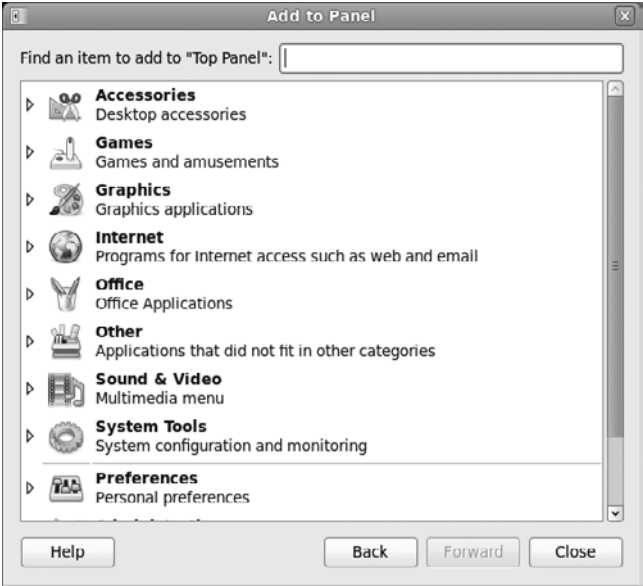 Add to Panel
Find an item to add to "Top Panel":
Accessories
Desktop accessories
Games
Games and amusements
Graphics
Graphics applications
Internet
Programs for Internet access such as web and email
Office
Office Applications
Other
Applications that did not fit in other categories
Sound & Video
Multimedia menu
System Tools
System configuration and monitoring
Preferences
Personal preferences
Help
Back
Forward
Close